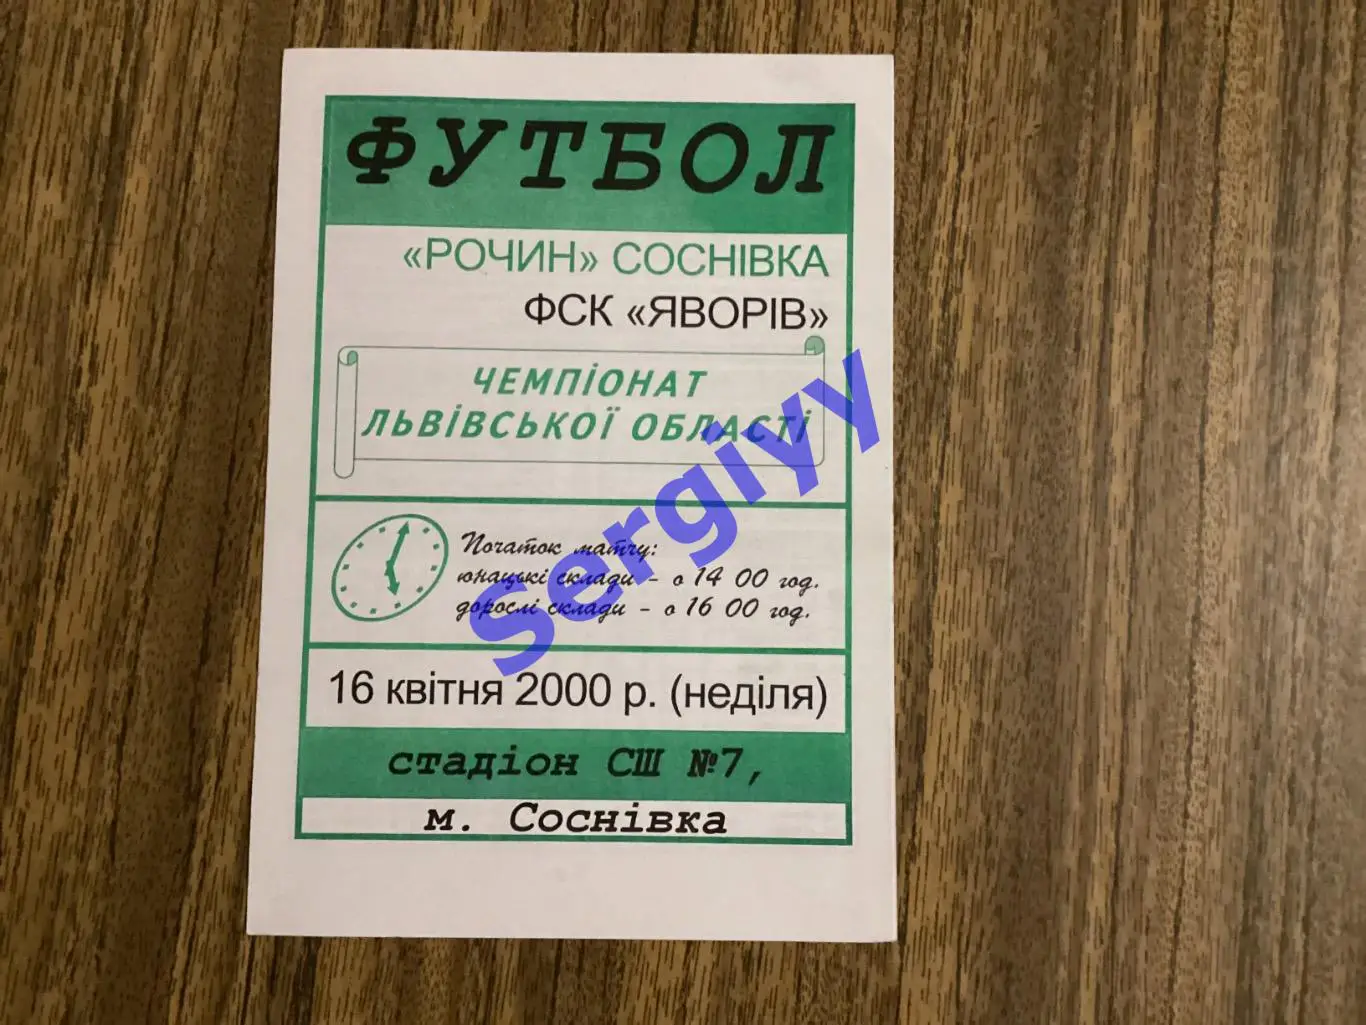 ФУТБОЛ
«РОЧИН» СОСНІВКА
ФСК «ЯВОРІВ»
ЧЕМПІОНАТ
ЛЬВІВСЬКОЇ ОБЛАСТІ
Початок матчу:
юнацькі склади - о 14 00 год.
дорослі склади - о 16 00 год.
16 квітня 2000 р. (неділя)
стадіон СШ №7,
м. Соснівка
Sergiyy